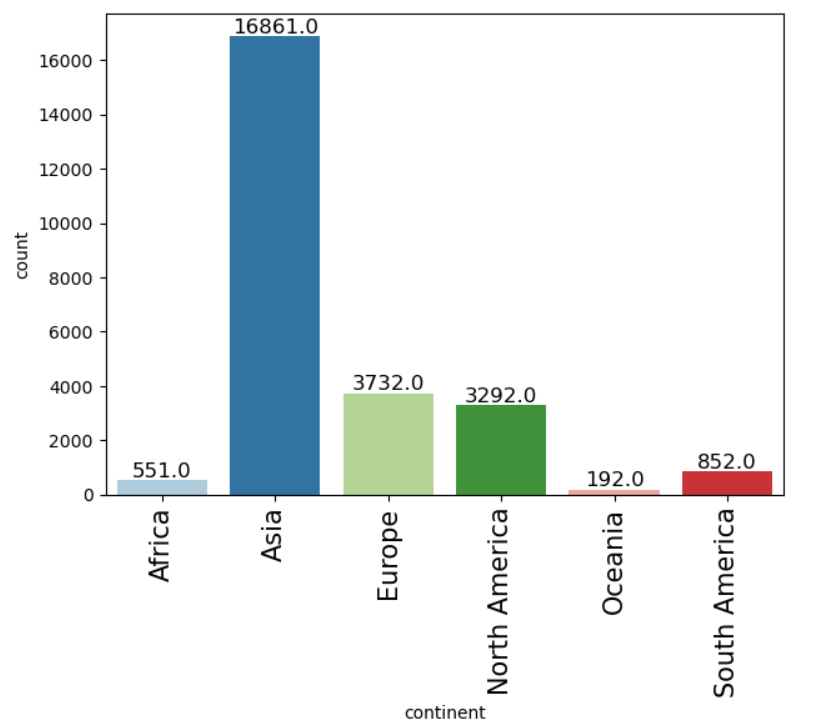 16861.0
16000
14000
12000
10000
8000
6000
4000
2000
0
count
551.0
3732.0
3292.0
192.0
852.0
Africa
Asia
Europe
North America
Oceania
South America
continent